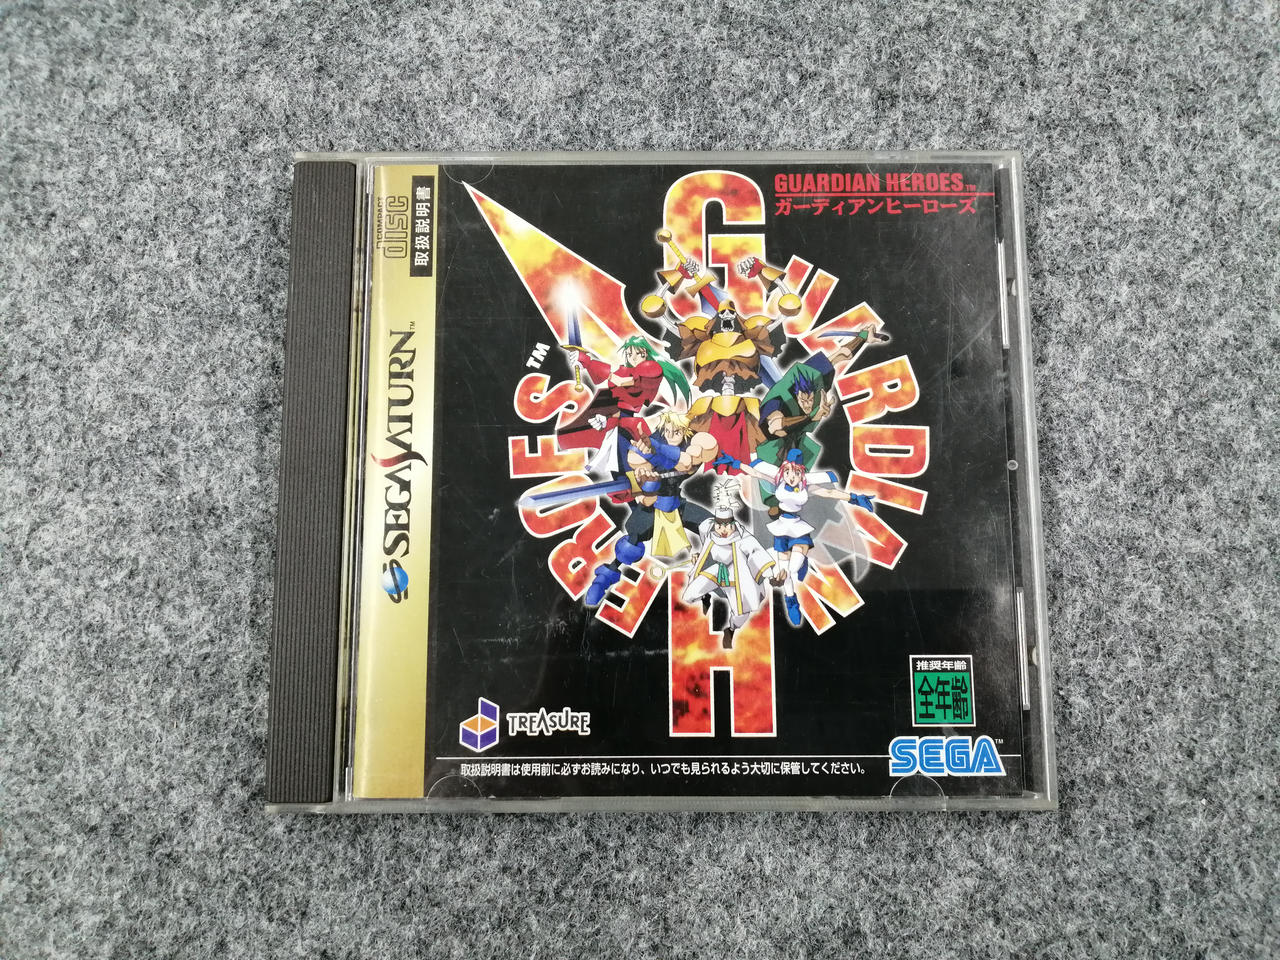 GUARDIAN HEROES™
ガーディアンヒーローズ
COMPACT
disc
取扱説明書
SEGA SATURN™
GUARDIAN
HEROES™
TREASURE
推奨年齢
全年齢
SEGA™
取扱説明書は使用前に必ずお読みになり、いつでも見られるよう大切に保管してください。